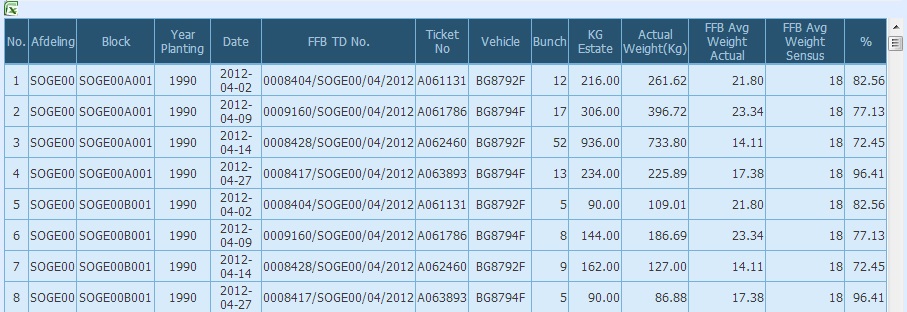 No. Afdeling Block Year Planting Date FFB TD No. Ticket No Vehicle Bunch KG Estate Actual Weight(Kg) FFB Avg Weight Actual FFB Avg Weight Sensus %
1 SOGE00 SOGE00A001 1990 2012-04-02 0008404/SOGE00/04/2012 A061131 BG8792F 12 216.00 261.62 21.80 18 82.56
2 SOGE00 SOGE00A001 1990 2012-04-09 0009160/SOGE00/04/2012 A061786 BG8794F 17 306.00 396.72 23.34 18 77.13
3 SOGE00 SOGE00A001 1990 2012-04-14 0008428/SOGE00/04/2012 A062460 BG8792F 52 936.00 733.80 14.11 18 72.45
4 SOGE00 SOGE00A001 1990 2012-04-27 0008417/SOGE00/04/2012 A063893 BG8794F 13 234.00 225.89 17.38 18 96.41
5 SOGE00 SOGE00B001 1990 2012-04-02 0008404/SOGE00/04/2012 A061131 BG8792F 5 90.00 109.01 21.80 18 82.56
6 SOGE00 SOGE00B001 1990 2012-04-09 0009160/SOGE00/04/2012 A061786 BG8794F 8 144.00 186.69 23.34 18 77.13
7 SOGE00 SOGE00B001 1990 2012-04-14 0008428/SOGE00/04/2012 A062460 BG8792F 9 162.00 127.00 14.11 18 72.45
8 SOGE00 SOGE00B001 1990 2012-04-27 0008417/SOGE00/04/2012 A063893 BG8794F 5 90.00 86.88 17.38 18 96.41